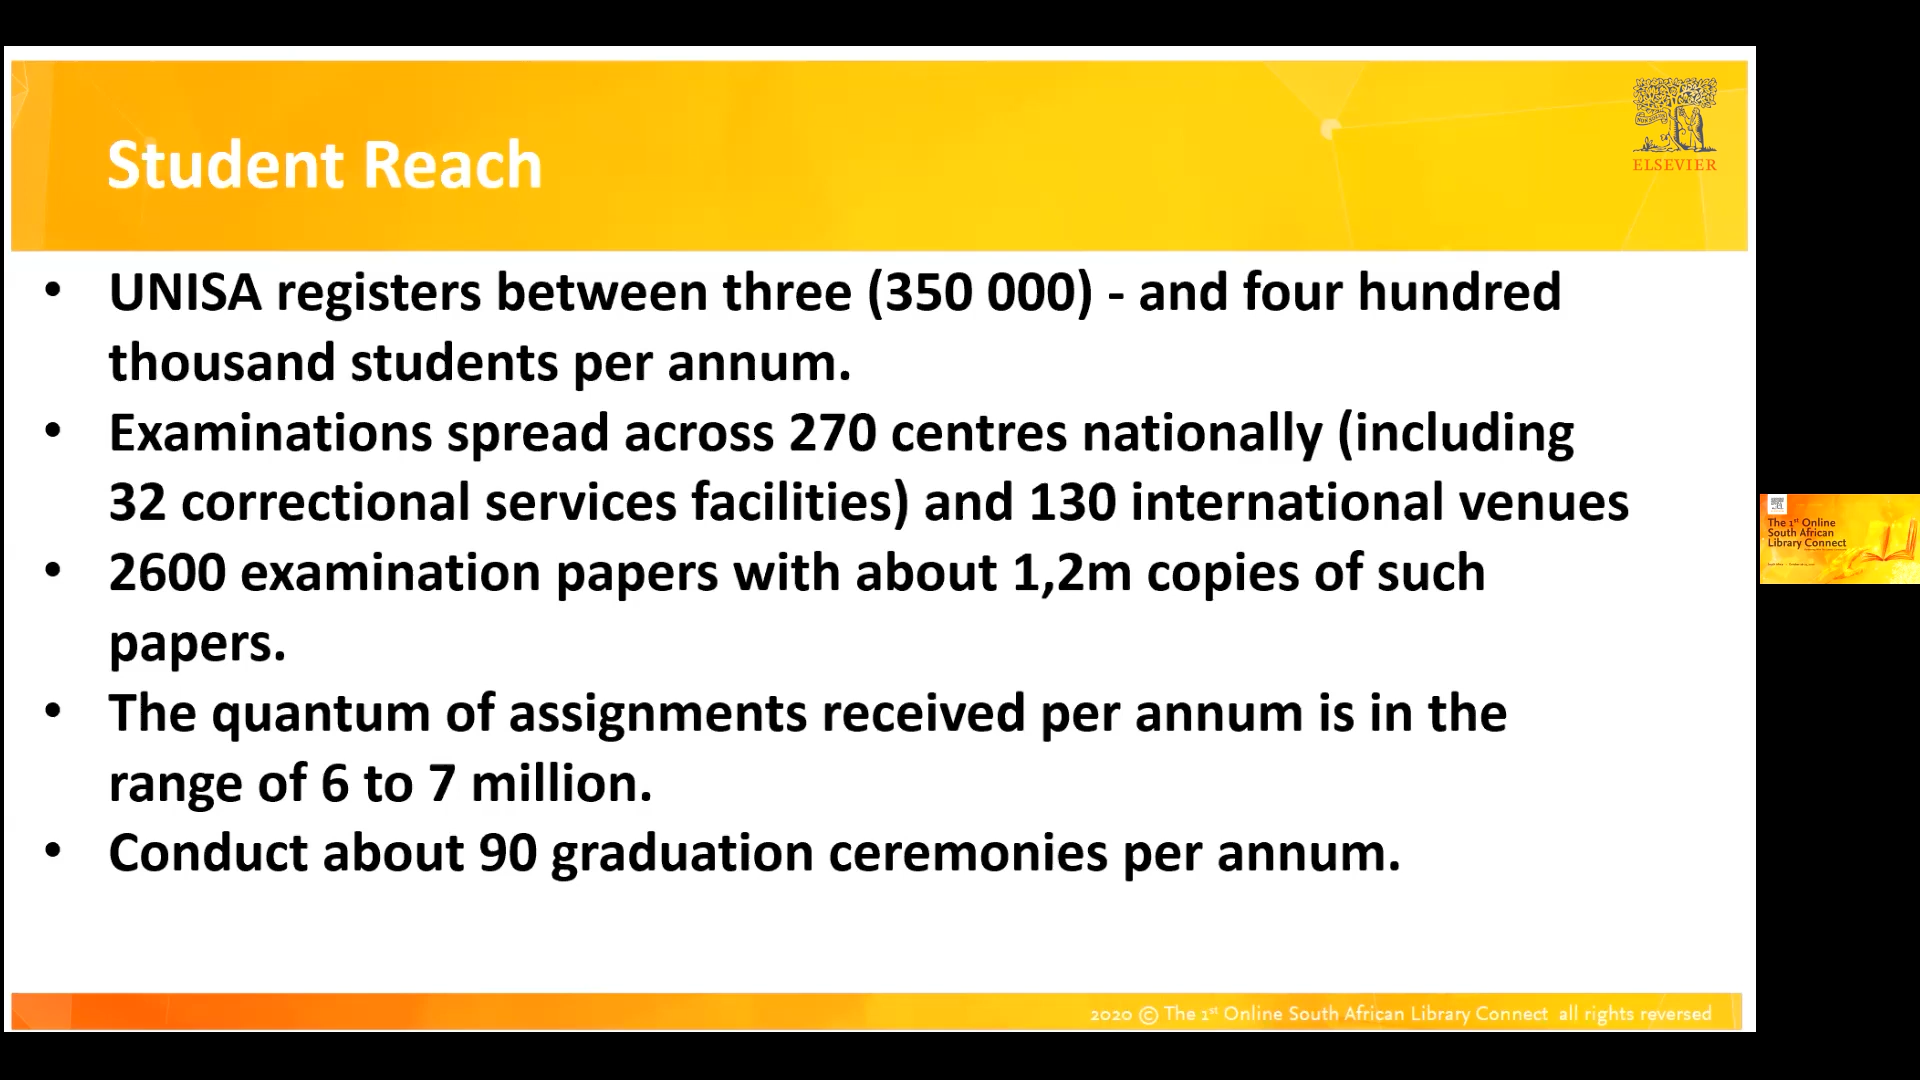 Student Reach
ELSEVIER
• UNISA registers between three (350 000) - and four hundred
thousand students per annum.
• Examinations spread across 270 centres nationally (including
32 correctional services facilities) and 130 international venues
• 2600 examination papers with about 1,2m copies of such
papers.
• The quantum of assignments received per annum is in the
range of 6 to 7 million.
• Conduct about 90 graduation ceremonies per annum.
2020 © The 1st Online South African Library Connect all rights reversed
The 1st Online
South African
Library Connect